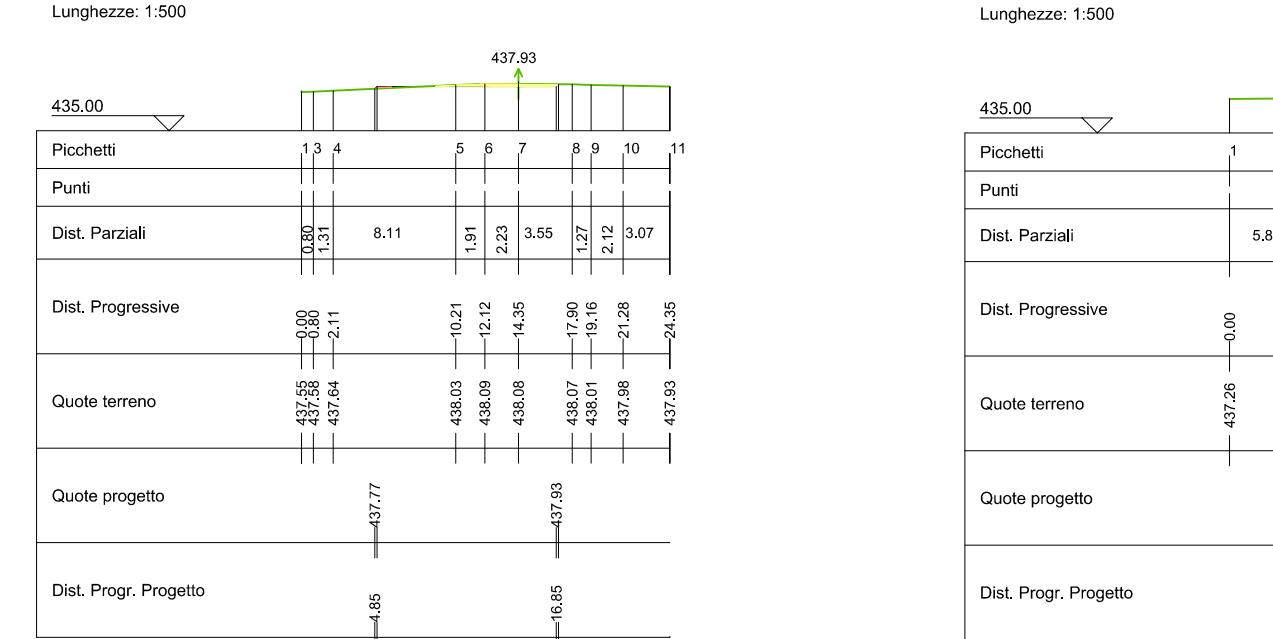 Lunghezze: 1:500
437.93
435.00
Picchetti 1 3 4 5 6 7 8 9 10 11
Punti
Dist. Parziali 0.80 1.31 8.11 1.91 2.23 3.55 1.27 2.12 3.07
Dist. Progressive 0.00 0.80 2.11 10.21 12.12 14.35 17.90 19.16 21.28 24.35
Quote terreno 437.55 437.58 437.64 438.03 438.09 438.08 438.07 438.01 437.98 437.93
Quote progetto 437.77 437.93
Dist. Progr. Progetto 4.85 16.85
Lunghezze: 1:500
435.00
Picchetti 1
Punti
Dist. Parziali 5.8
Dist. Progressive 0.00
Quote terreno 437.26
Quote progetto
Dist. Progr. Progetto